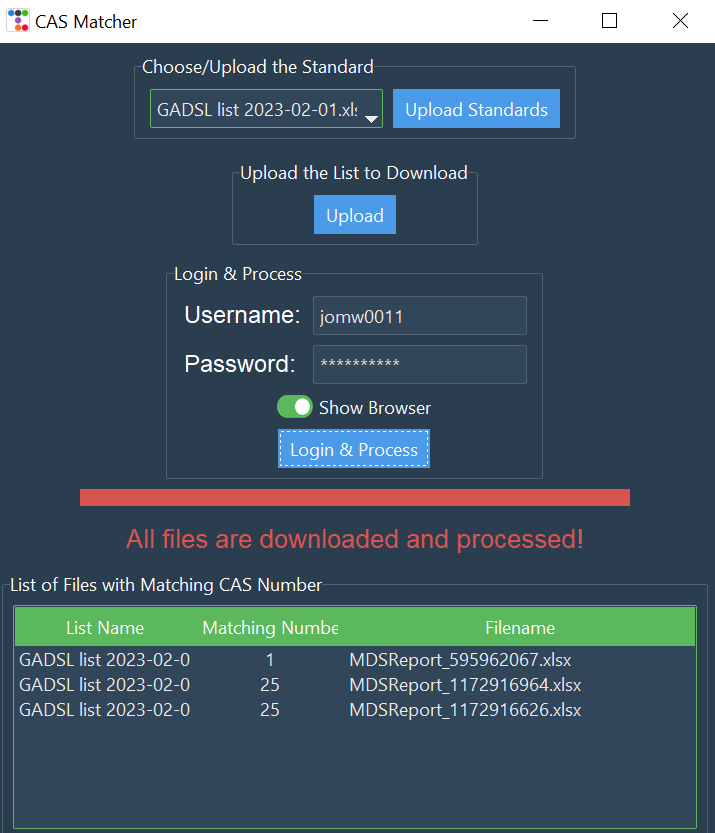 CAS Matcher
Choose/Upload the Standard
GADSL list 2023-02-01.xls
Upload Standards
Upload the List to Download
Upload
Login & Process
Username: jomw0011
Password: **********
Show Browser
Login & Process
All files are downloaded and processed!
List of Files with Matching CAS Number
List Name Matching Numbe Filename
GADSL list 2023-02-0 1 MDSReport_595962067.xlsx
GADSL list 2023-02-0 25 MDSReport_1172916964.xlsx
GADSL list 2023-02-0 25 MDSReport_1172916626.xlsx